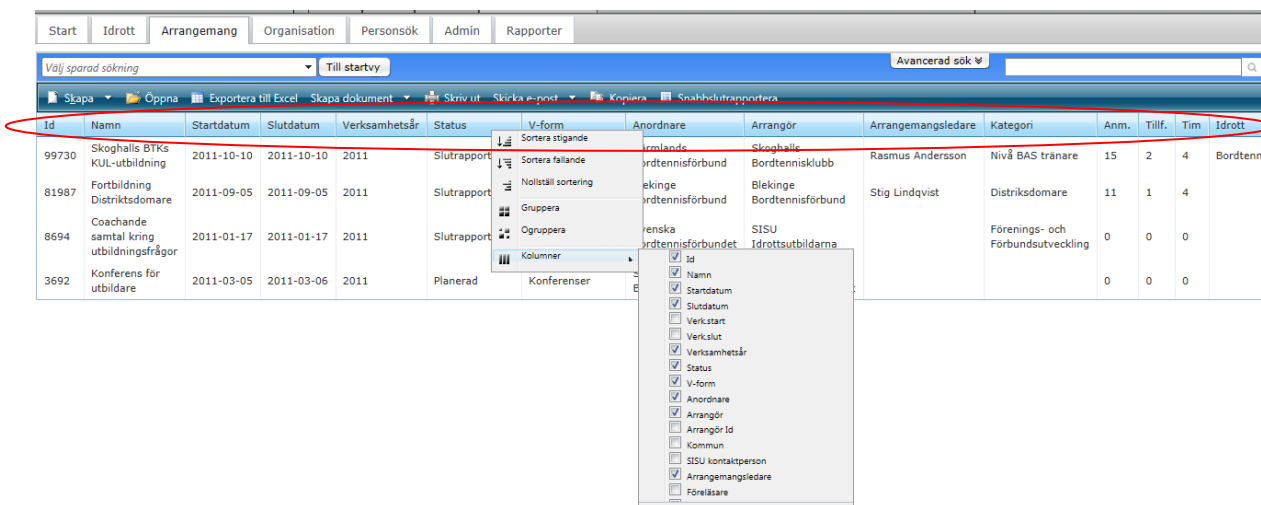 Start Idrott Arrangemang Organisation Personsök Admin Rapporter
Välj sparad sökning Till startvy Avancerad sök
Skapa Öppna Exportera till Excel Skapa dokument Skriv ut Skicka e-post Kopiera Snabbslutrapportera
Id Namn Startdatum Slutdatum Verksamhetsår Status V-form Anordnare Arrangör Arrangemangsledare Kategori Anm. Tillf. Tim Idrott
99730 Skoghalls BTKs KUL-utbildning 2011-10-10 2011-10-10 2011 Slutrapport ordtennisförbund Skoghalls Bordtennisklubb Rasmus Andersson Nivå BAS tränare 15 2 4 Bordtenn
81987 Fortbildning Distriktsdomare 2011-09-05 2011-09-05 2011 Slutrapport ekinge ordtennisförbund Blekinge Bordtennisförbund Stig Lindqvist Distriksdomare 11 1 4
8694 Coachande samtal kring utbildningsfrågor 2011-01-17 2011-01-17 2011 Slutrapport enska ordtennisförbundet SISU Idrottsutbildarna Förenings- och Förbundsutveckling 0 0 0
3692 Konferens för utbildare 2011-03-05 2011-03-06 2011 Planerad Konferenser 0 0 0
Sortera stigande
Sortera fallande
Nollställ sortering
Gruppera
Ogruppera
Kolumner
Id
Namn
Startdatum
Slutdatum
Verk.start
Verk.slut
Verksamhetsår
Status
V-form
Anordnare
Arrangör
Arrangör Id
Kommun
SISU kontaktperson
Arrangemangsledare
Föreläsare